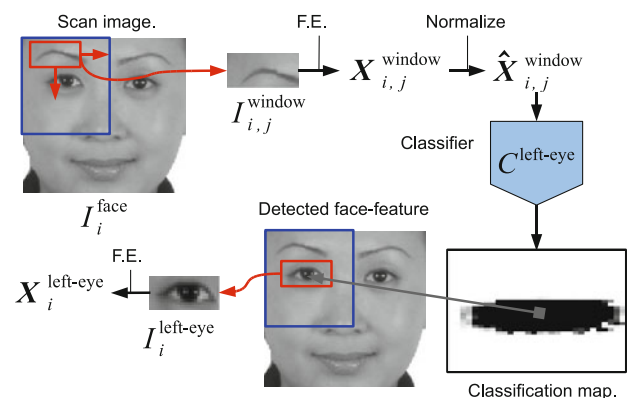 Scan image.
F.E.
Normalize
X i,j window
X̂ i,j window
I i,j window
Classifier
C left-eye
I i face
Detected face-feature
F.E.
X i left-eye
I i left-eye
Classification map.